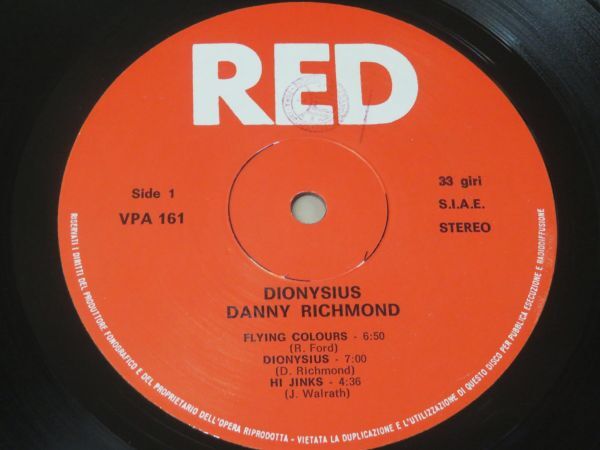 RED
Side 1
VPA 161
33 giri
S.I.A.E.
STEREO
DIONYSIUS
DANNY RICHMOND
FLYING COLOURS - 6:50
(R. Ford)
DIONYSIUS - 7:00
(D. Richmond)
HI JINKS - 4:36
(J. Walrath)
RISERVATI I DIRITTI DEL PRODUTTORE FONOGRAFICO E DEL PROPRIETARIO DELL'OPERA RIPRODOTTA - VIETATA LA DUPLICAZIONE E L'UTILIZZAZIONE DI QUESTO DISCO PER PUBBLICA ESECUZIONE E RADIODIFFUSIONE